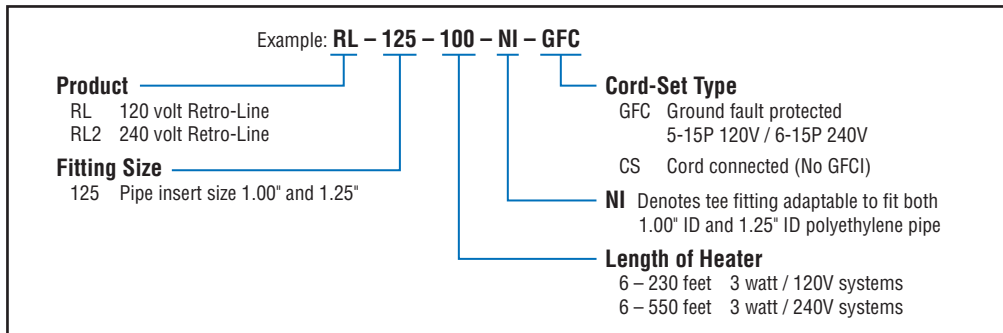 Example: RL – 125 – 100 – NI – GFC
Product
RL 120 volt Retro-Line
RL2 240 volt Retro-Line
Fitting Size
125 Pipe insert size 1.00" and 1.25"
Cord-Set Type
GFC Ground fault protected
5-15P 120V / 6-15P 240V
CS Cord connected (No GFCI)
NI Denotes tee fitting adaptable to fit both
1.00" ID and 1.25" ID polyethylene pipe
Length of Heater
6 – 230 feet 3 watt / 120V systems
6 – 550 feet 3 watt / 240V systems